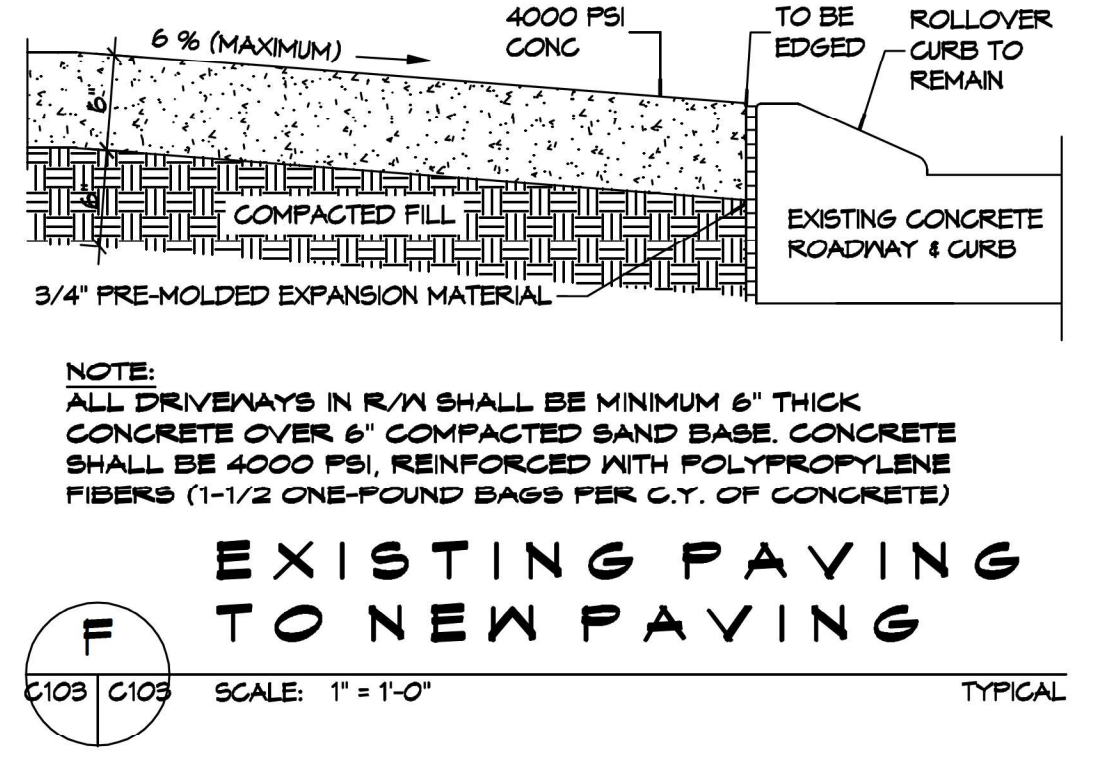 6 % (MAXIMUM)
4000 PSI
CONC
TO BE
EDGED
ROLLOVER
CURB TO
REMAIN
6"
6"
COMPACTED FILL
EXISTING CONCRETE
ROADWAY & CURB
3/4" PRE-MOLDED EXPANSION MATERIAL
NOTE:
ALL DRIVEWAYS IN R/W SHALL BE MINIMUM 6" THICK
CONCRETE OVER 6" COMPACTED SAND BASE. CONCRETE
SHALL BE 4000 PSI, REINFORCED WITH POLYPROPYLENE
FIBERS (1-1/2 ONE-POUND BAGS PER C.Y. OF CONCRETE)
EXISTING PAVING
TO NEW PAVING
F
C103 C103
SCALE: 1" = 1'-0"
TYPICAL